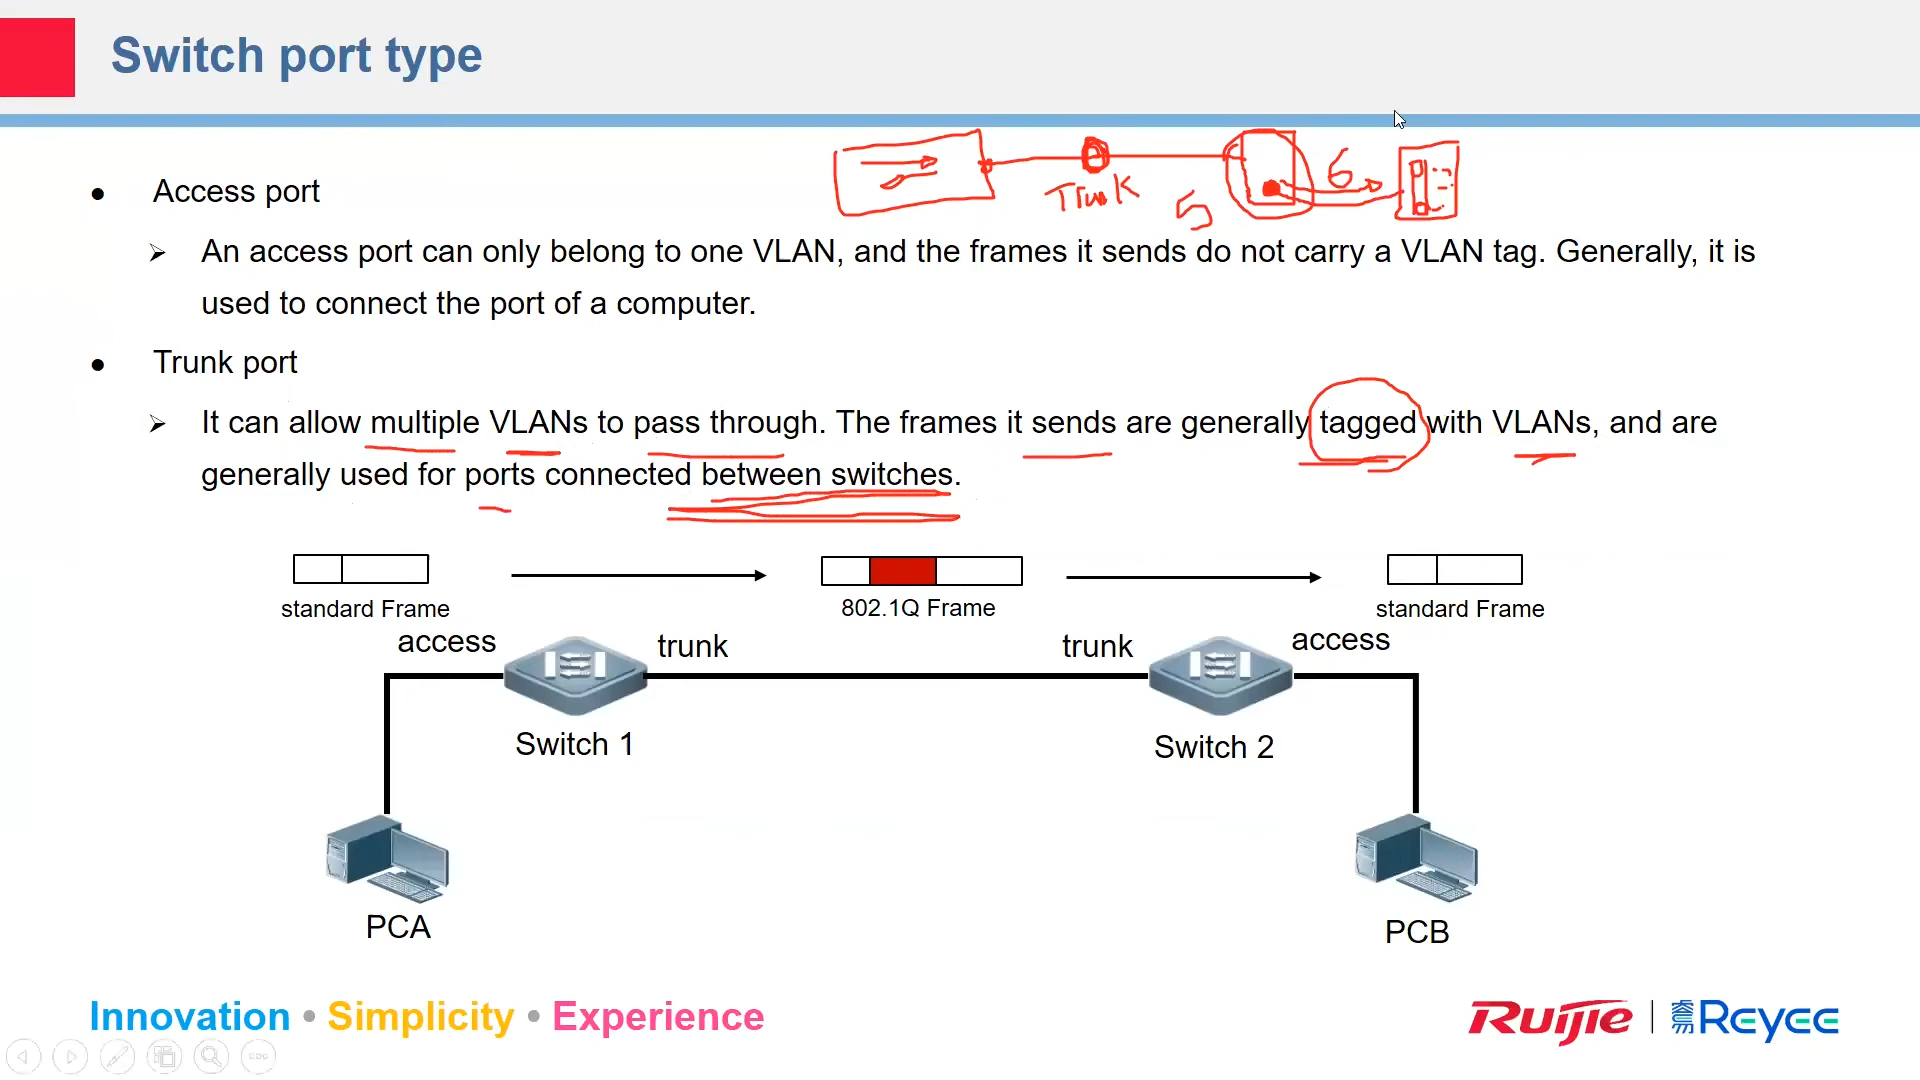 Switch port type
Trunk
5
6
Access port
An access port can only belong to one VLAN, and the frames it sends do not carry a VLAN tag. Generally, it is
used to connect the port of a computer.
Trunk port
It can allow multiple VLANs to pass through. The frames it sends are generally tagged with VLANs, and are
generally used for ports connected between switches.
standard Frame
802.1Q Frame
standard Frame
access
trunk
trunk
access
Switch 1
Switch 2
PCA
PCB
Innovation • Simplicity • Experience
Ruijie | 睿易 Reyee